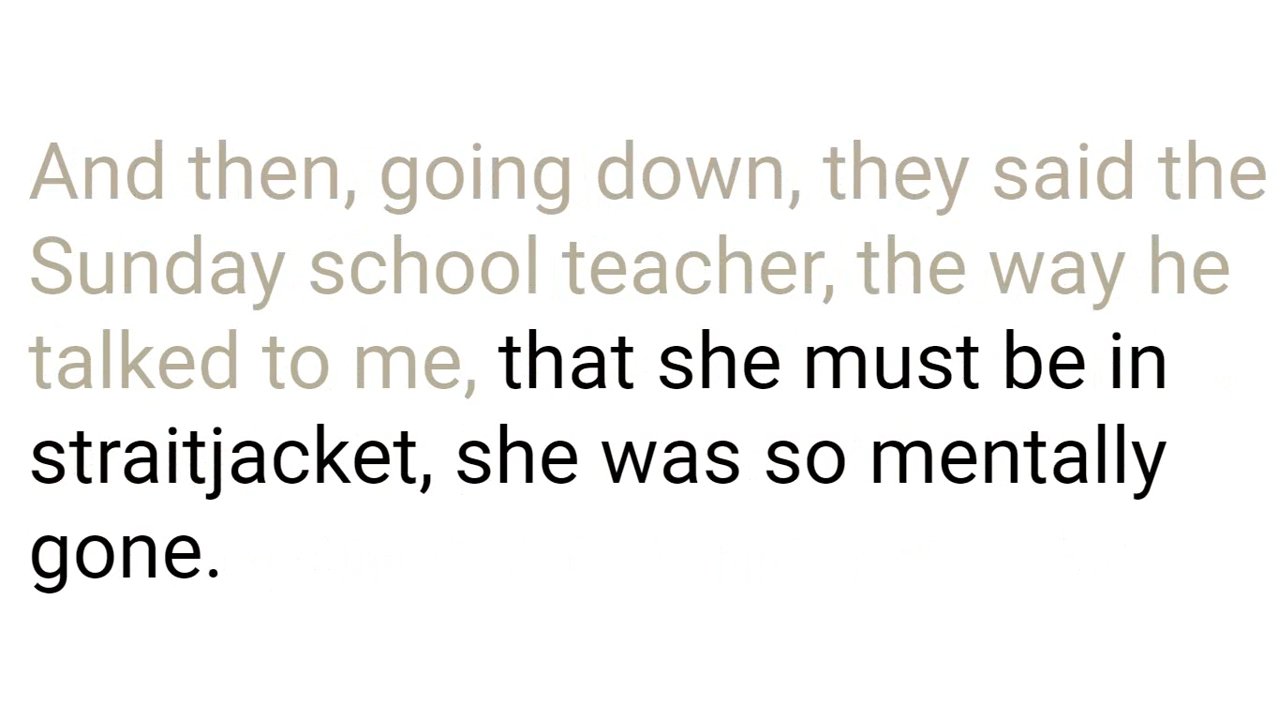 And then, going down, they said the
Sunday school teacher, the way he
talked to me, that she must be in
straitjacket, she was so mentally
gone.